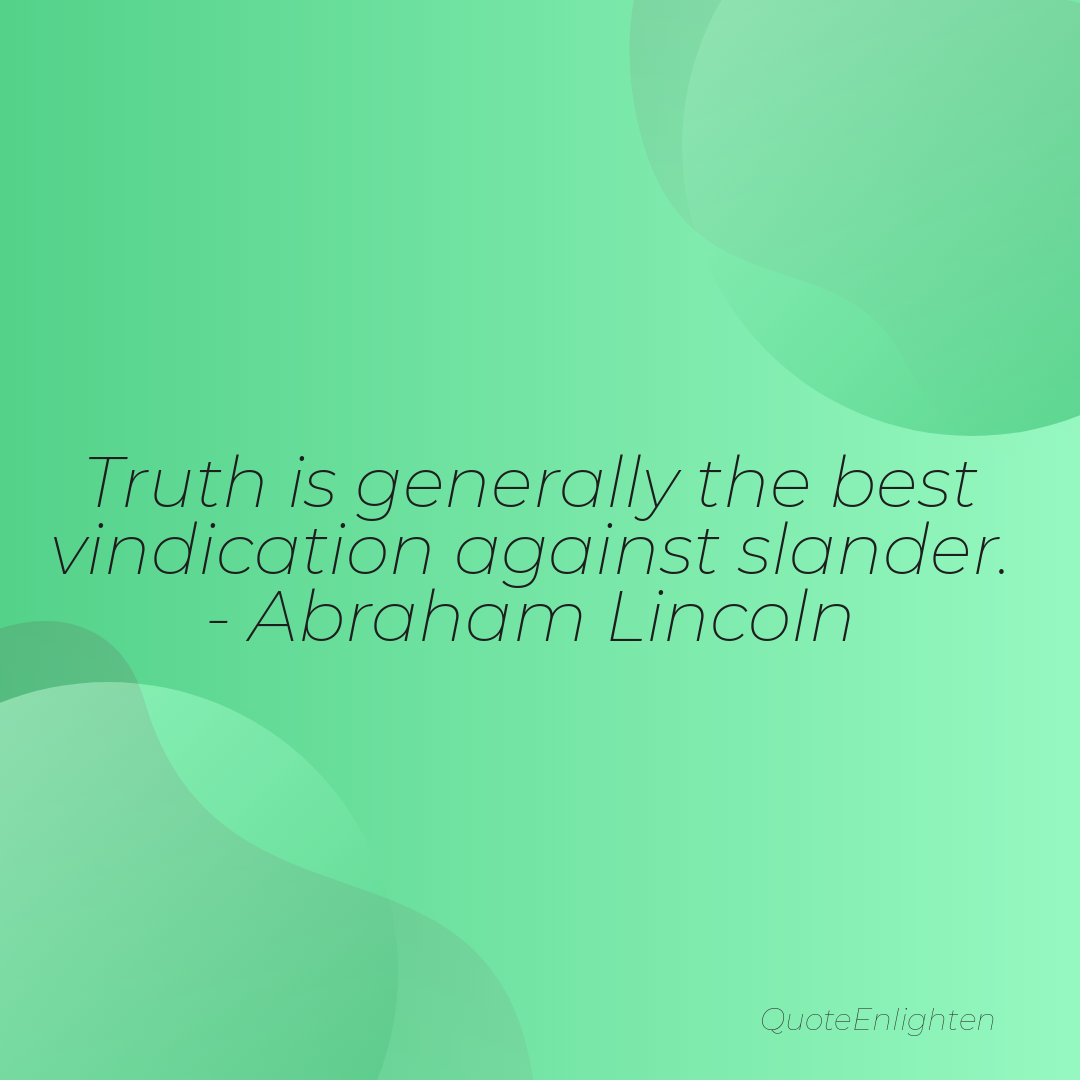 Truth is generally the best
vindication against slander.
- Abraham Lincoln
QuoteEnlighten